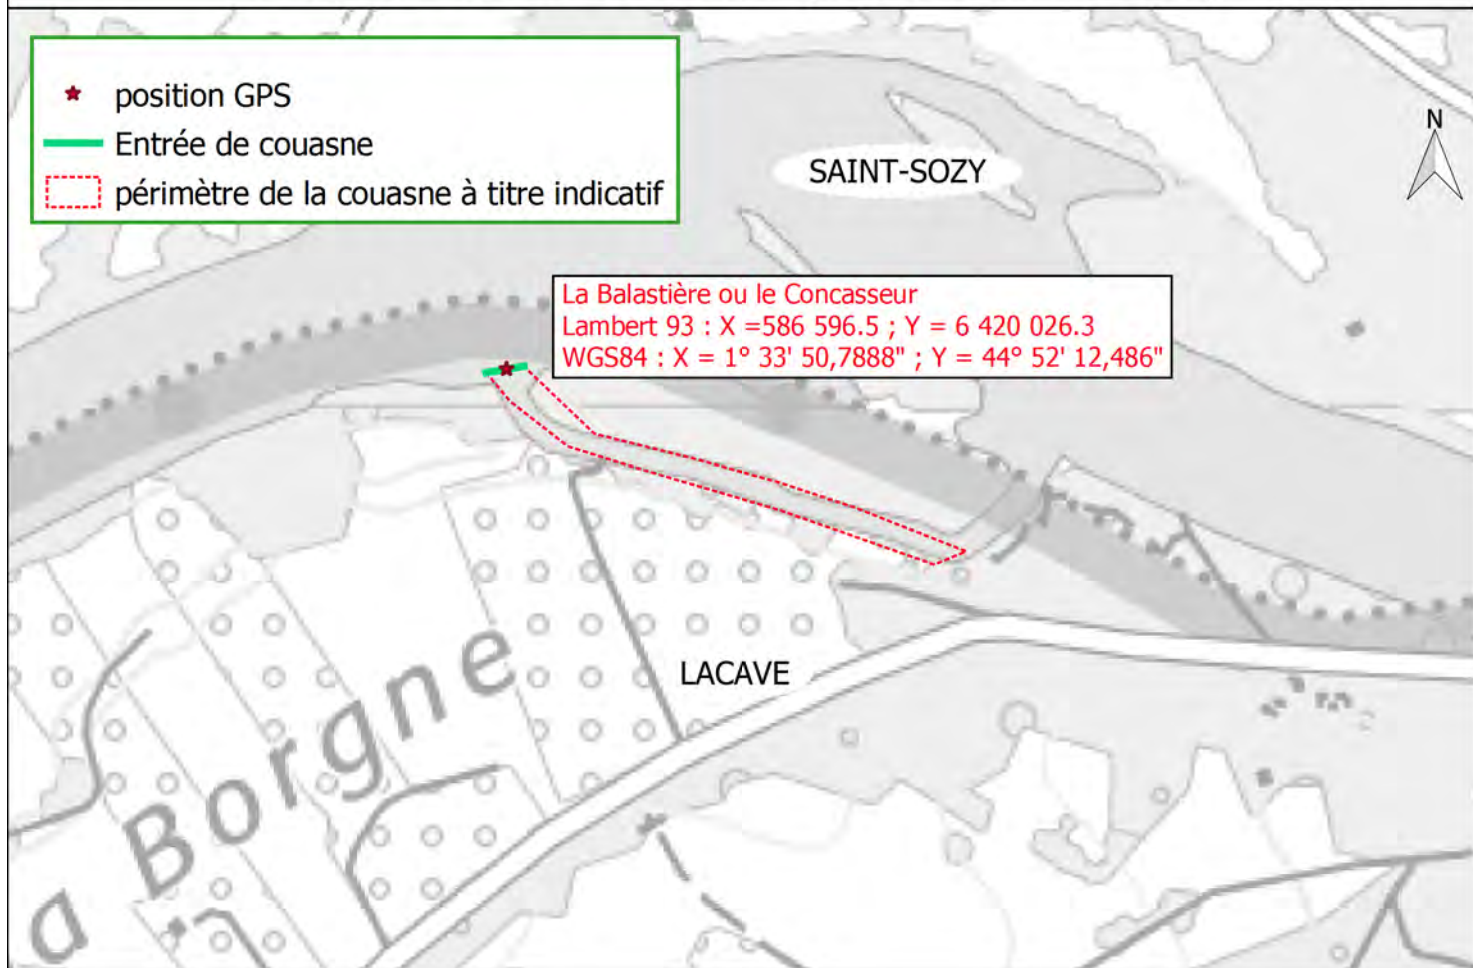 position GPS
Entrée de couasne
périmètre de la couasne à titre indicatif
N
SAINT-SOZY
La Balastière ou le Concasseur
Lambert 93 : X =586 596.5 ; Y = 6 420 026.3
WGS84 : X = 1° 33' 50,7888" ; Y = 44° 52' 12,486"
LACAVE
a Borgne